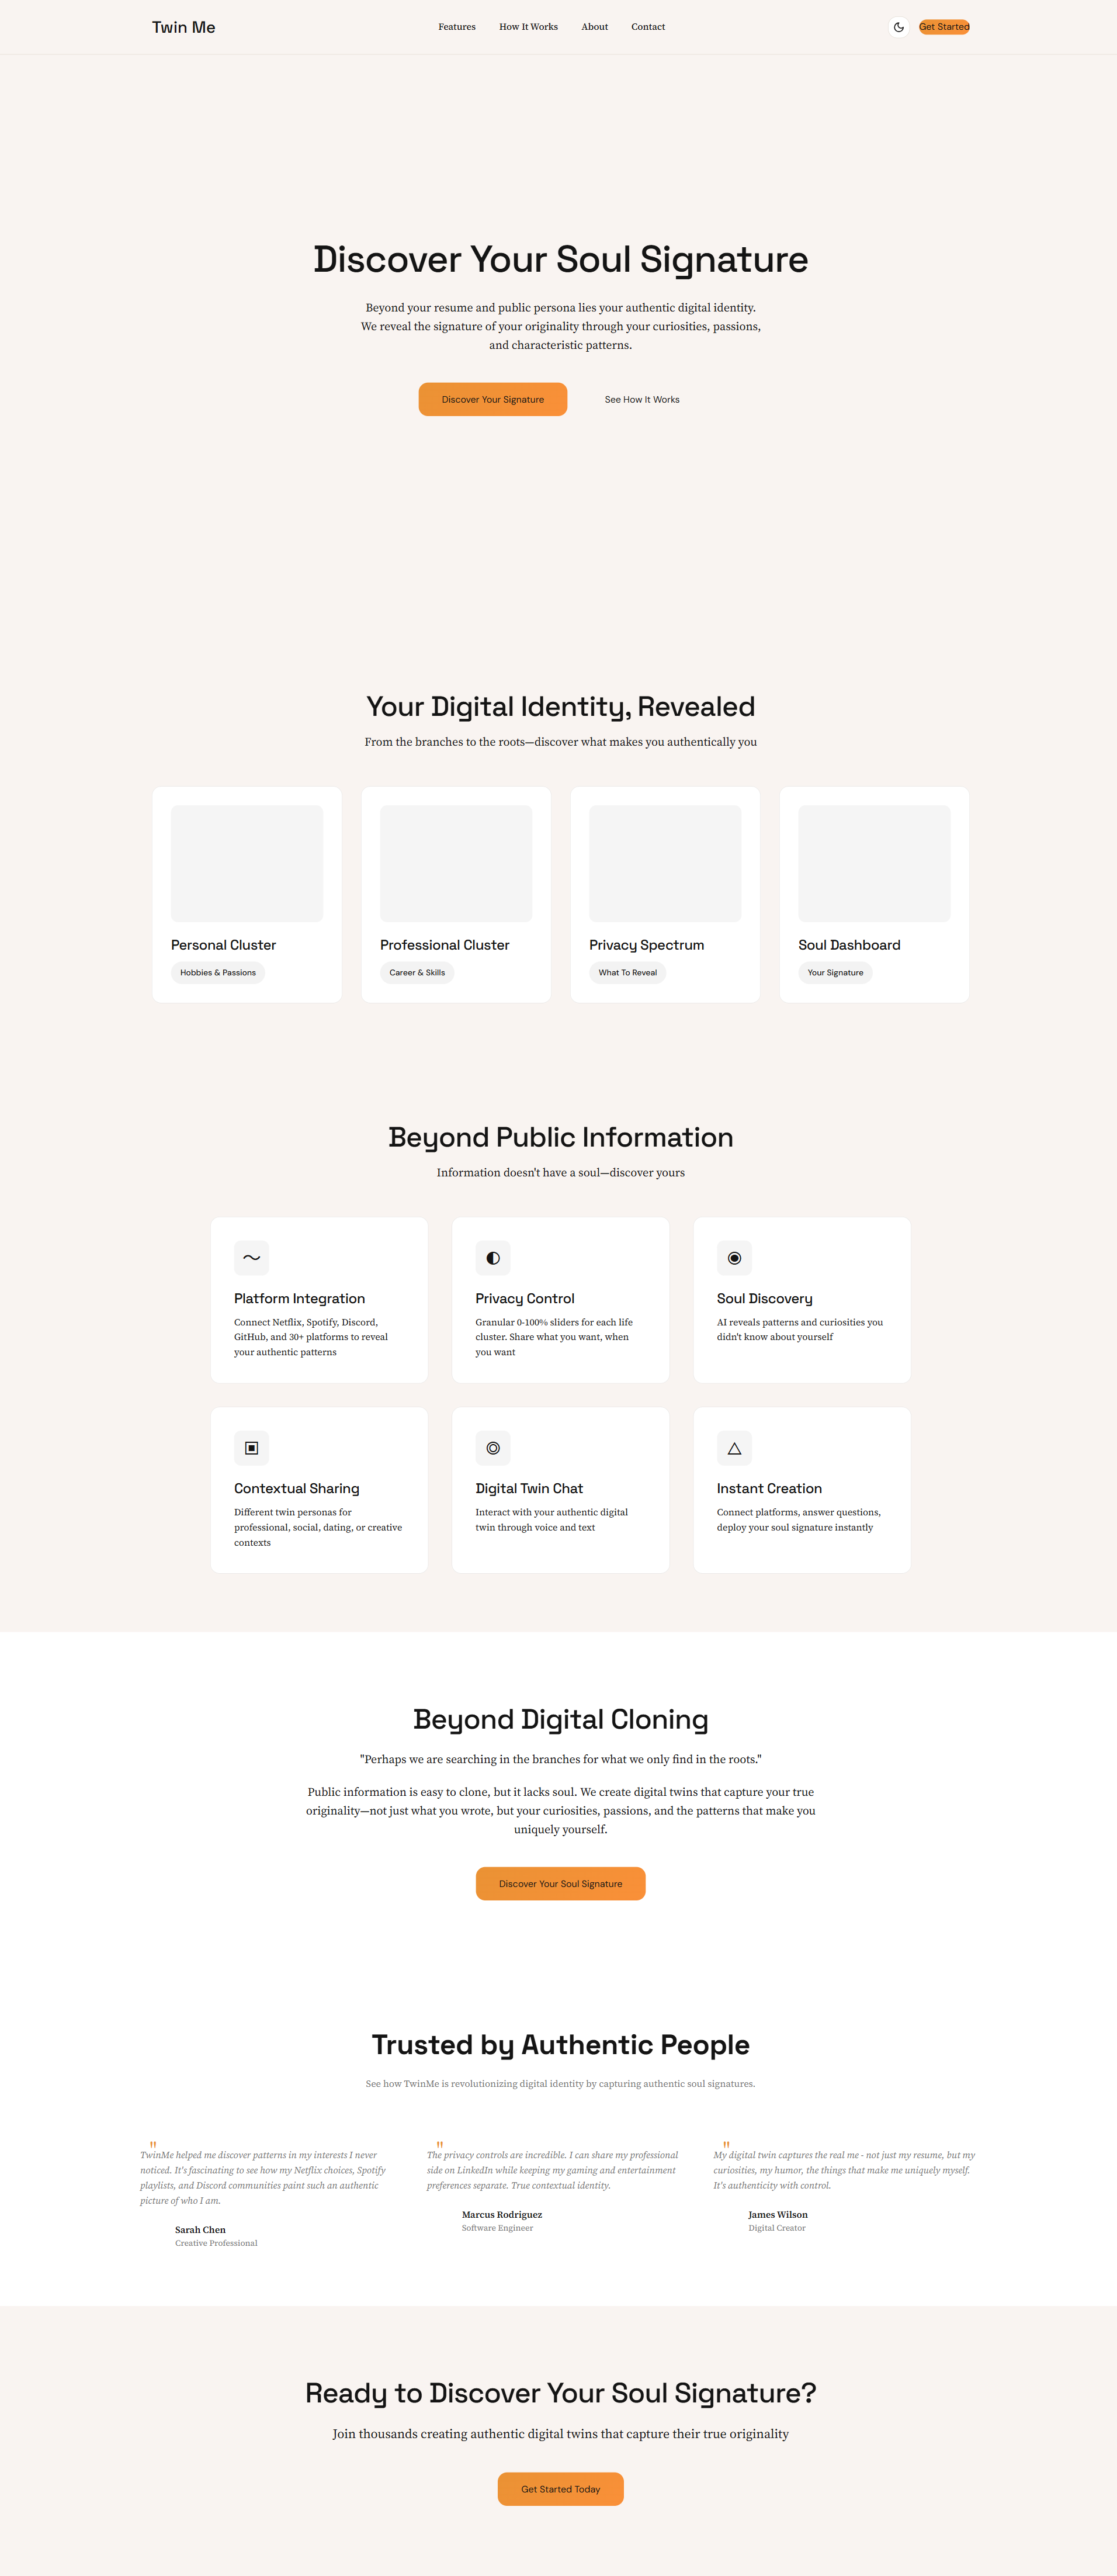 Twin Me
Features
How It Works
About
Contact
Get Started
Discover Your Soul Signature
Beyond your resume and public persona lies your authentic digital identity.
We reveal the signature of your originality through your curiosities, passions,
and characteristic patterns.
Discover Your Signature
See How It Works
Your Digital Identity, Revealed
From the branches to the roots—discover what makes you authentically you
Personal Cluster
Hobbies & Passions
Professional Cluster
Career & Skills
Privacy Spectrum
What To Reveal
Soul Dashboard
Your Signature
Beyond Public Information
Information doesn't have a soul—discover yours
Platform Integration
Connect Netflix, Spotify, Discord,
GitHub, and 30+ platforms to reveal
your authentic patterns
Privacy Control
Granular 0-100% sliders for each life
cluster. Share what you want, when
you want
Soul Discovery
AI reveals patterns and curiosities you
didn't know about yourself
Contextual Sharing
Different twin personas for
professional, social, dating, or creative
contexts
Digital Twin Chat
Interact with your authentic digital
twin through voice and text
Instant Creation
Connect platforms, answer questions,
deploy your soul signature instantly
Beyond Digital Cloning
"Perhaps we are searching in the branches for what we only find in the roots."
Public information is easy to clone, but it lacks soul. We create digital twins that capture your true
originality—not just what you wrote, but your curiosities, passions, and the patterns that make you
uniquely yourself.
Discover Your Soul Signature
Trusted by Authentic People
See how TwinMe is revolutionizing digital identity by capturing authentic soul signatures.
"
TwinMe helped me discover patterns in my interests I never
noticed. It's fascinating to see how my Netflix choices, Spotify
playlists, and Discord communities paint such an authentic
picture of who I am.
Sarah Chen
Creative Professional
"
The privacy controls are incredible. I can share my professional
side on LinkedIn while keeping my gaming and entertainment
preferences separate. True contextual identity.
Marcus Rodriguez
Software Engineer
"
My digital twin captures the real me - not just my resume, but my
curiosities, my humor, the things that make me uniquely myself.
It's authenticity with control.
James Wilson
Digital Creator
Ready to Discover Your Soul Signature?
Join thousands creating authentic digital twins that capture their true originality
Get Started Today